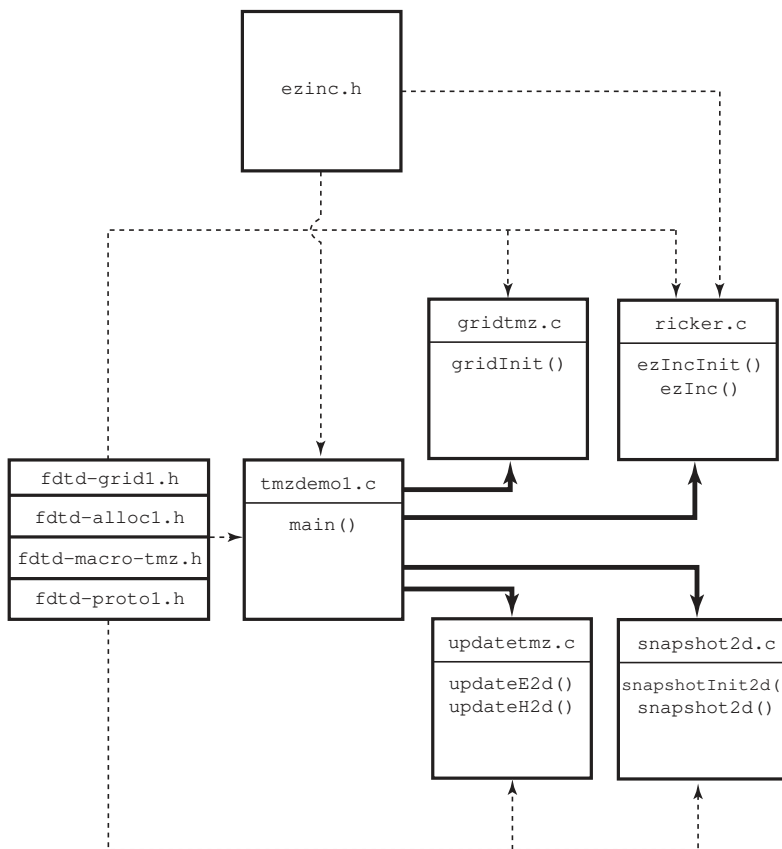 ezinc.h
gridtmz.c
gridInit()
ricker.c
ezIncInit()
ezInc()
fdtd-grid1.h
fdtd-alloc1.h
fdtd-macro-tmz.h
fdtd-proto1.h
tmzdemo1.c
main()
updatetmz.c
updateE2d()
updateH2d()
snapshot2d.c
snapshotInit2d(
snapshot2d()